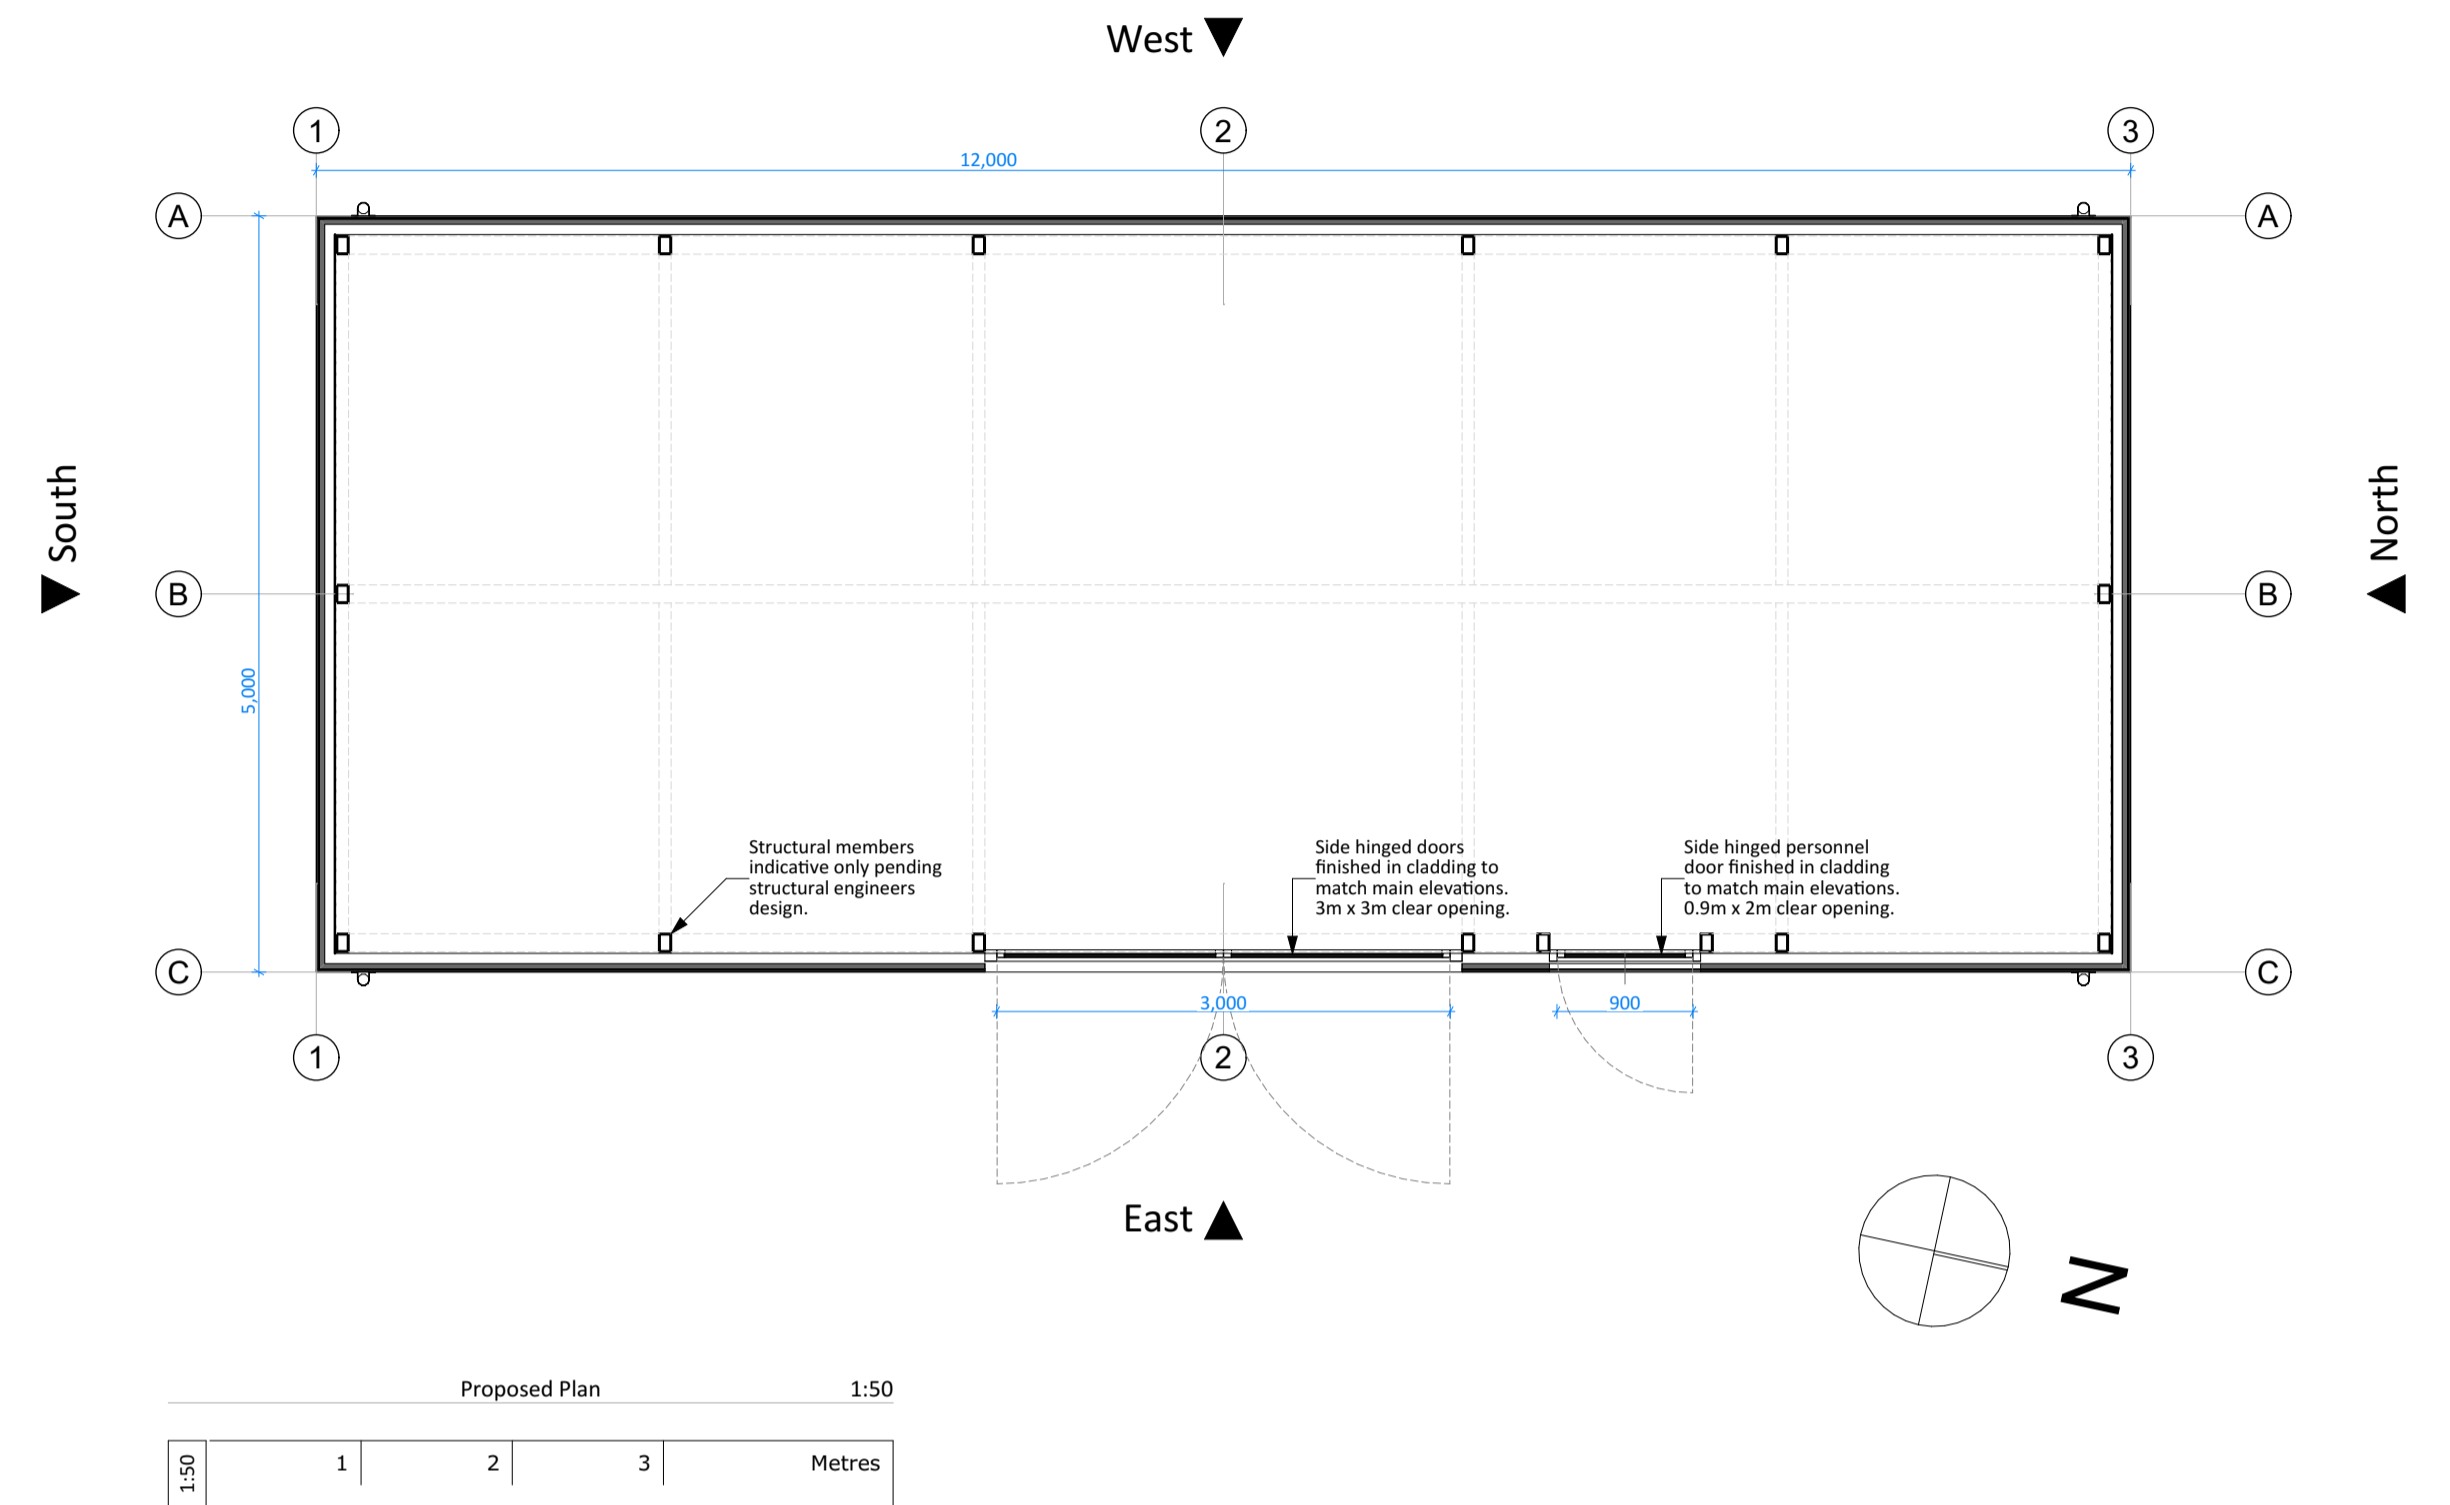 West
1
2
3
12,000
A
A
South
North
B
B
5,000
Structural members
indicative only pending
structural engineers
design.
Side hinged doors
finished in cladding to
match main elevations.
3m x 3m clear opening.
Side hinged personnel
door finished in cladding
to match main elevations.
0.9m x 2m clear opening.
C
C
3,000
900
1
2
3
East
N
Proposed Plan
1:50
1:50
1
2
3
Metres